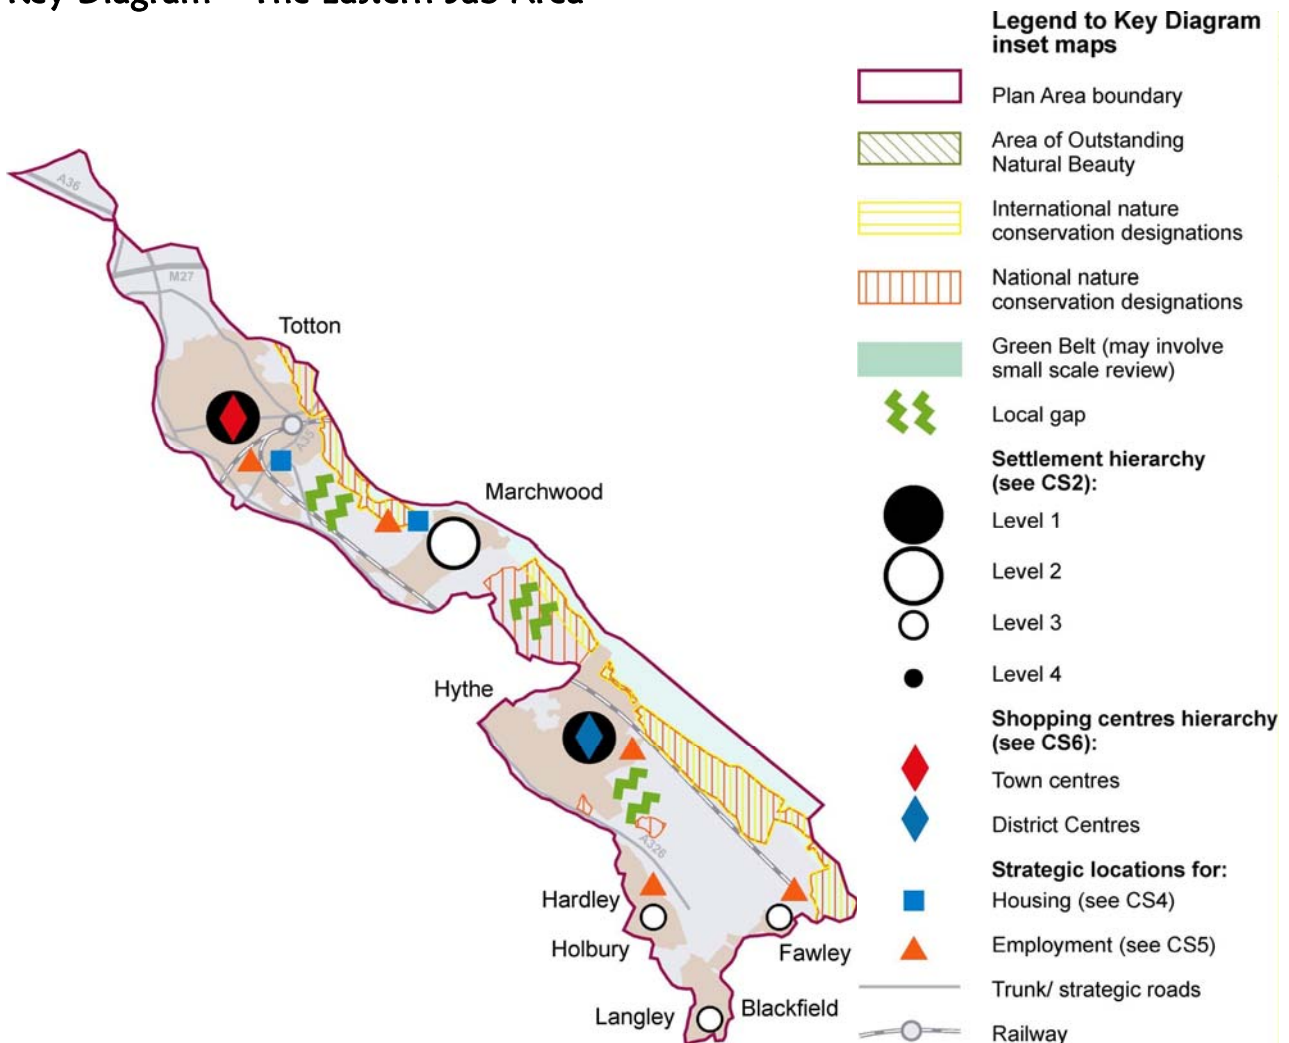 Key Diagram - The Eastern Sub Area
Legend to Key Diagram
inset maps
Plan Area boundary
Area of Outstanding
Natural Beauty
International nature
conservation designations
National nature
conservation designations
Green Belt (may involve
small scale review)
Local gap
Settlement hierarchy
(see CS2):
Level 1
Level 2
Level 3
Level 4
Shopping centres hierarchy
(see CS6):
Town centres
District Centres
Strategic locations for:
Housing (see CS4)
Employment (see CS5)
Trunk/ strategic roads
Railway
A36
M27
Totton
A35
Marchwood
Hythe
A326
Hardley
Holbury
Fawley
Langley
Blackfield